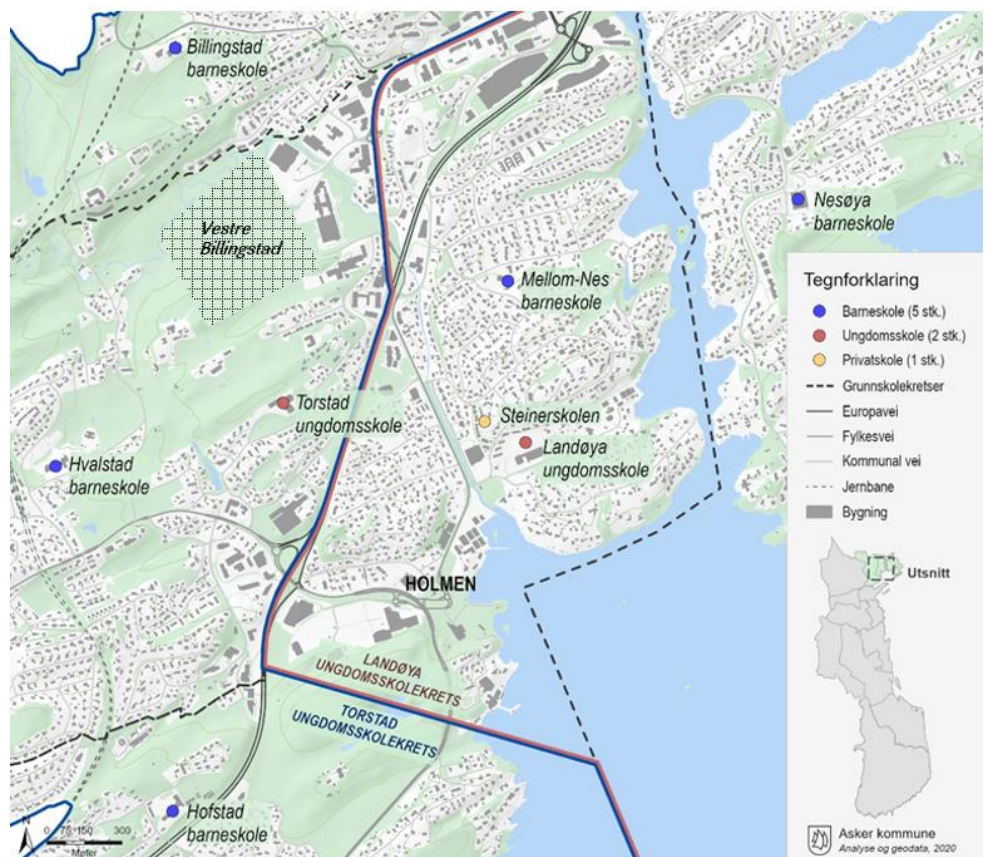 Billingstad
barneskole
Vestre
Billingstad
Nesøya
barneskole
Mellom-Nes
barneskole
Torstad
ungdomsskole
Steinerskolen
Landøya
ungdomsskole
Hvalstad
barneskole
HOLMEN
LANDØYA
UNGDOMSSKOLEKRETS
TORSTAD
UNGDOMSSKOLEKRETS
Hofstad
barneskole
N
0 75 150 300
Meter
Tegnforklaring
Barneskole (5 stk.)
Ungdomsskole (2 stk.)
Privatskole (1 stk.)
Grunnskolekretser
Europavei
Fylkesvei
Kommunal vei
Jernbane
Bygning
Utsnitt
Asker kommune
Analyse og geodata, 2020